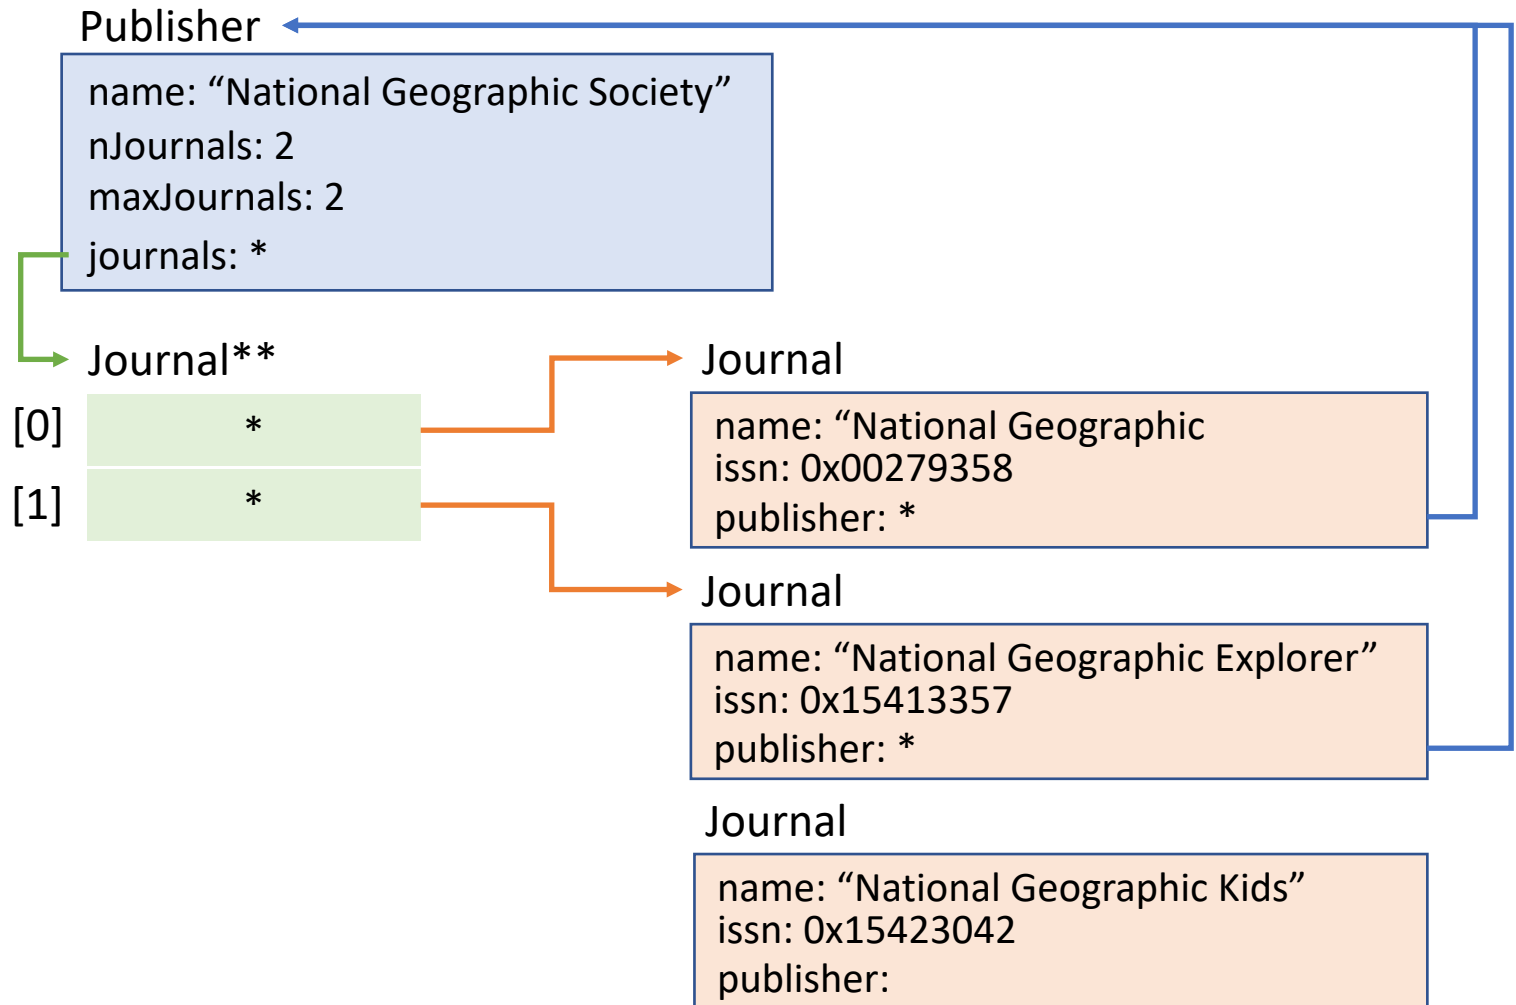 Publisher
name: “National Geographic Society”
nJournals: 2
maxJournals: 2
journals: *
Journal**
[0] *
[1] *
Journal
name: “National Geographic
issn: 0x00279358
publisher: *
Journal
name: “National Geographic Explorer”
issn: 0x15413357
publisher: *
Journal
name: “National Geographic Kids”
issn: 0x15423042
publisher: